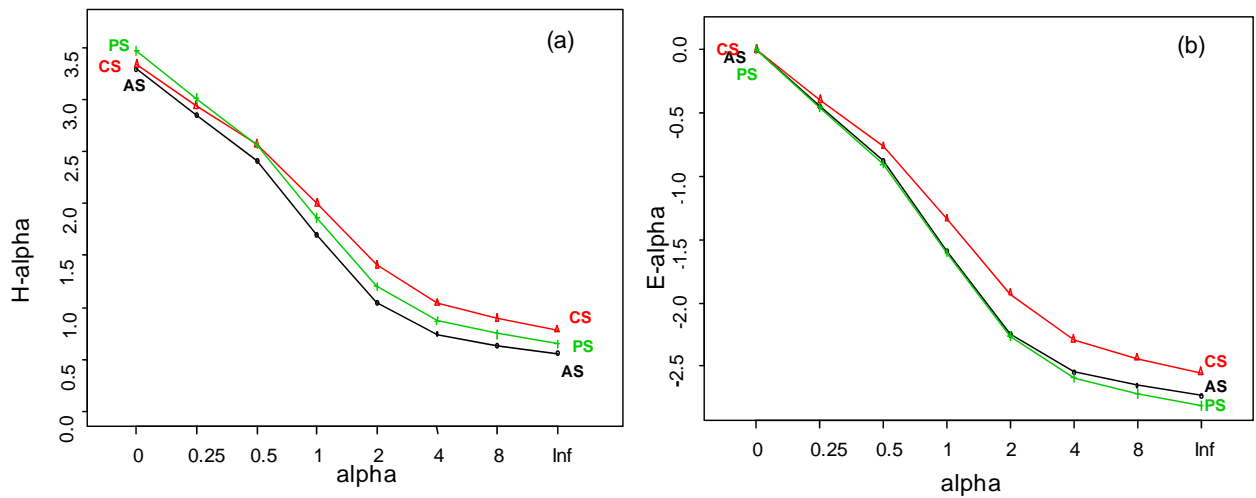 (a)
PS
CS
AS
3.5
3.0
2.5
2.0
1.5
1.0
0.5
0.0
H-alpha
CS
PS
AS
0 0.25 0.5 1 2 4 8 Inf
alpha
(b)
CS
AS
PS
0.0
-0.5
-1.0
-1.5
-2.0
-2.5
E-alpha
CS
AS
PS
0 0.25 0.5 1 2 4 8 Inf
alpha